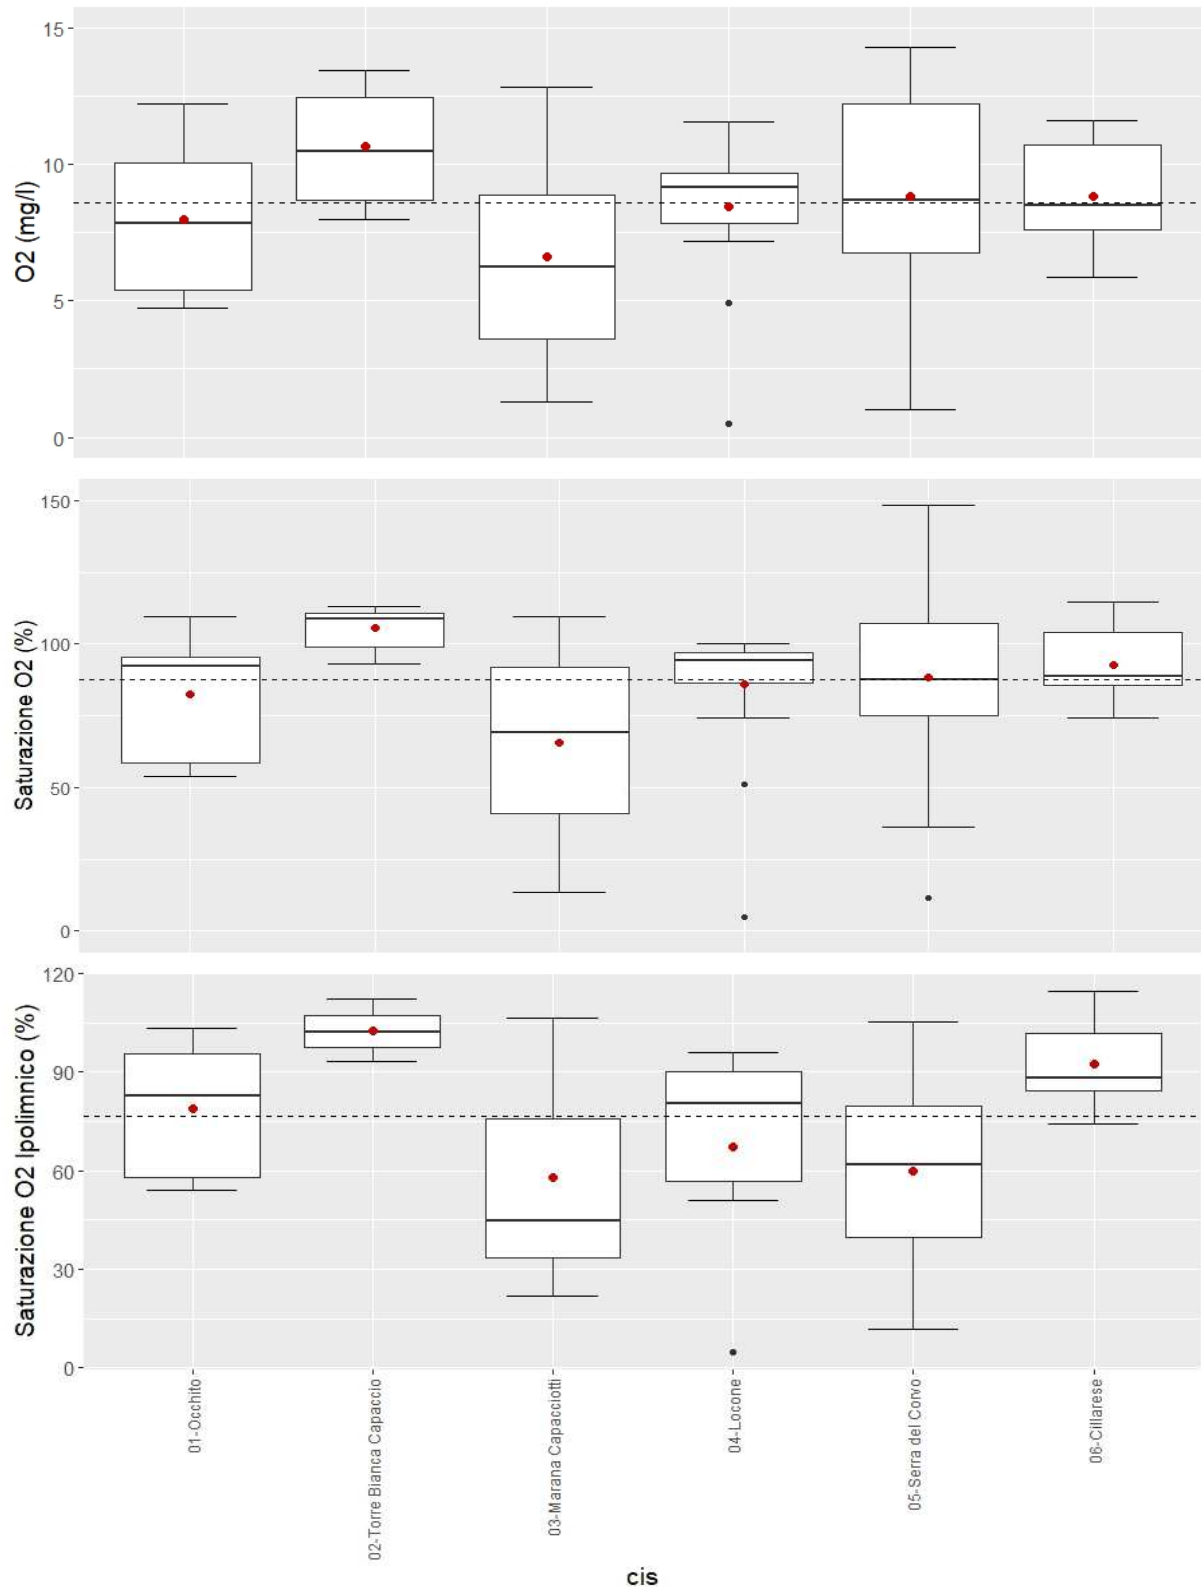 O2 (mg/l)
15
10
5
0
Saturazione O2 (%)
150
100
50
0
Saturazione O2 Ipolimnico (%)
120
90
60
30
0
01-Occhito
02-Torre Bianca Capaccio
03-Marana Capacciotti
04-Locone
05-Serra del Corvo
06-Cillarese
cis